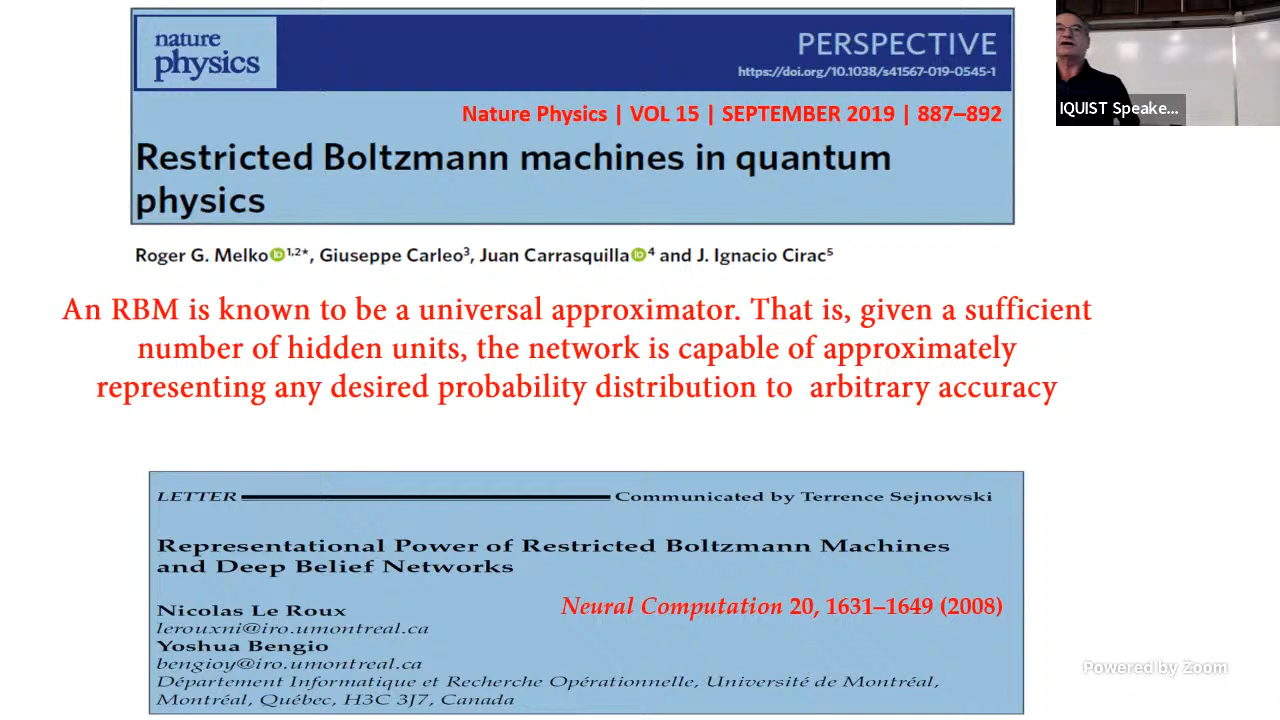 nature
physics
PERSPECTIVE
https://doi.org/10.1038/s41567-019-0545-1
Nature Physics | VOL 15 | SEPTEMBER 2019 | 887–892
Restricted Boltzmann machines in quantum
physics
Roger G. Melko 1,2*, Giuseppe Carleo3, Juan Carrasquilla 4 and J. Ignacio Cirac5
IQUIST Speake...
An RBM is known to be a universal approximator. That is, given a sufficient
number of hidden units, the network is capable of approximately
representing any desired probability distribution to arbitrary accuracy
LETTER Communicated by Terrence Sejnowski
Representational Power of Restricted Boltzmann Machines
and Deep Belief Networks
Nicolas Le Roux
lerouxni@iro.umontreal.ca
Neural Computation 20, 1631–1649 (2008)
Yoshua Bengio
bengioy@iro.umontreal.ca
Département Informatique et Recherche Opérationnelle, Université de Montréal,
Montréal, Québec, H3C 3J7, Canada
Powered by Zoom